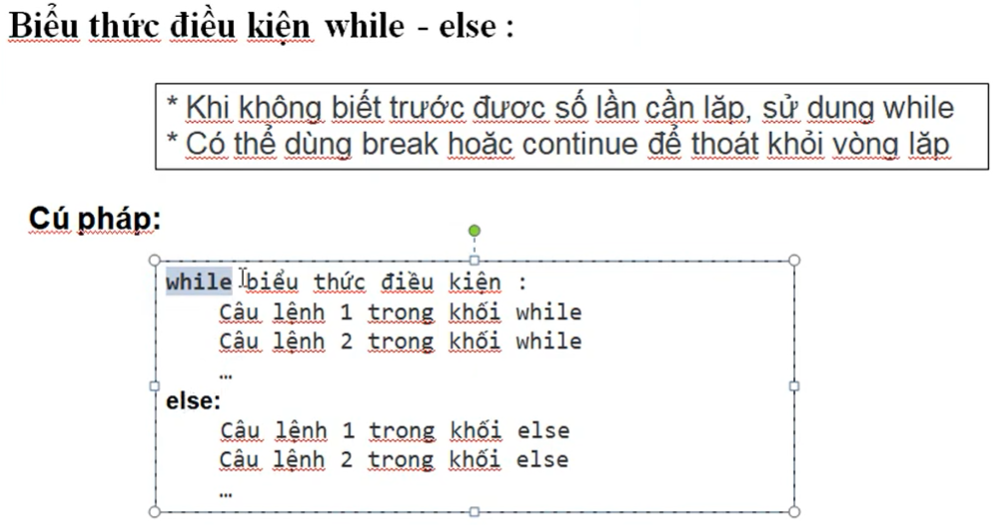 Biểu thức điều kiện while - else :
* Khi không biết trước được số lần cần lặp, sử dụng while
* Có thể dùng break hoặc continue để thoát khỏi vòng lặp
Cú pháp:
while biểu thức điều kiện :
Câu lệnh 1 trong khối while
Câu lệnh 2 trong khối while
…
else:
Câu lệnh 1 trong khối else
Câu lệnh 2 trong khối else
…